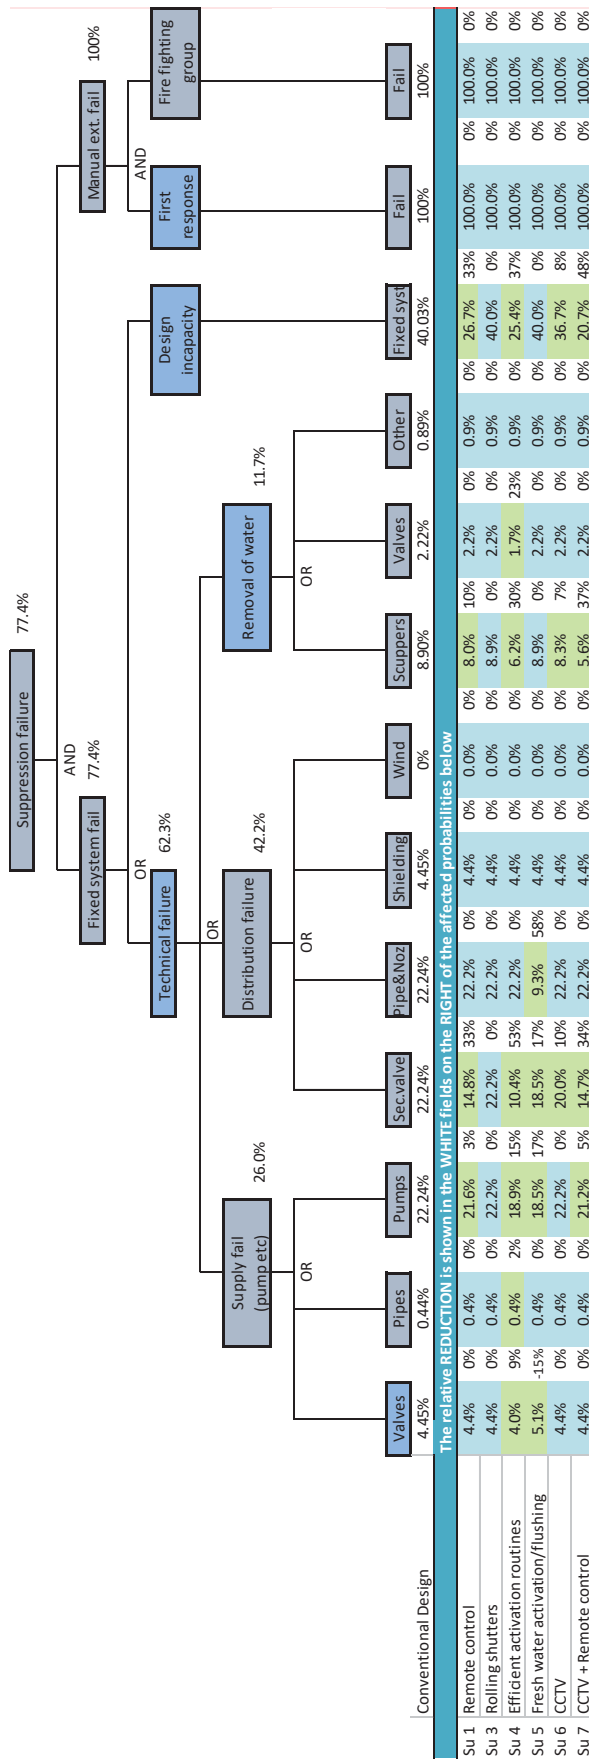 Suppression failure
77.4%
AND
Fixed system fail
77.4%
Manual ext. fail
100%
OR
AND
Technical failure
62.3%
Design
incapacity
First
response
Fire fighting
group
OR
Supply fail
(pump etc)
26.0%
Distribution failure
42.2%
Removal of water
11.7%
OR
OR
OR
Valves Pipes Pumps Sec.valve Pipe&Noz Shielding Wind Scuppers Valves Other Fixed syst Fail Fail
Conventional Design 4.45% 0.44% 22.24% 22.24% 22.24% 4.45% 0% 8.90% 2.22% 0.89% 40.03% 100% 100%
The relative REDUCTION is shown in the WHITE fields on the RIGHT of the affected probabilities below
Su 1 Remote control 4.4% 0% 0.4% 0% 21.6% 3% 14.8% 33% 22.2% 0% 4.4% 0% 0.0% 0% 8.0% 10% 2.2% 0% 0.9% 0% 26.7% 33% 100.0% 0% 100.0% 0%
Su 3 Rolling shutters 4.4% 0% 0.4% 0% 22.2% 0% 22.2% 0% 22.2% 0% 4.4% 0% 0.0% 0% 8.9% 0% 2.2% 0% 0.9% 0% 40.0% 0% 100.0% 0% 100.0% 0%
Su 4 Efficient activation routines 4.0% 9% 0.4% 2% 18.9% 15% 10.4% 53% 22.2% 0% 4.4% 0% 0.0% 0% 6.2% 30% 1.7% 23% 0.9% 0% 25.4% 37% 100.0% 0% 100.0% 0%
Su 5 Fresh water activation/flushing 5.1% -15% 0.4% 0% 18.5% 17% 18.5% 17% 9.3% 58% 4.4% 0% 0.0% 0% 8.9% 0% 2.2% 0% 0.9% 0% 40.0% 0% 100.0% 0% 100.0% 0%
Su 6 CCTV 4.4% 0% 0.4% 0% 22.2% 0% 20.0% 10% 22.2% 0% 4.4% 0% 0.0% 0% 8.3% 7% 2.2% 0% 0.9% 0% 36.7% 8% 100.0% 0% 100.0% 0%
Su 7 CCTV + Remote control 4.4% 0% 0.4% 0% 21.2% 5% 14.7% 34% 22.2% 0% 4.4% 0% 0.0% 0% 5.6% 37% 2.2% 0% 0.9% 0% 20.7% 48% 100.0% 0% 100.0% 0%